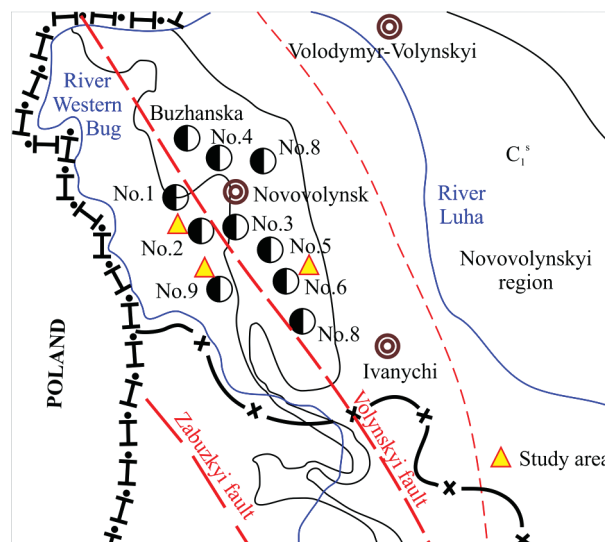 Volodymyr-Volynskyi
River
Western
Bug
Buzhanska
No.4
No.8
C₁ˢ
No.1
Novovolynsk
River
Luha
No.3
No.2
No.5
Novovolynskyi
region
No.9
No.6
No.8
Ivanychi
POLAND
Zabuzkyi fault
Volynskyi fault
Study area